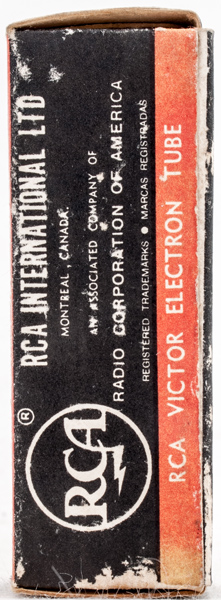 RCA INTERNATIONAL LTD
MONTREAL, CANADA.
AN ASSOCIATED COMPANY OF
RADIO CORPORATION OF AMERICA
REGISTERED TRADEMARKS • MARCAS REGISTRADAS
RCA VICTOR ELECTRON TUBE
®
RCA